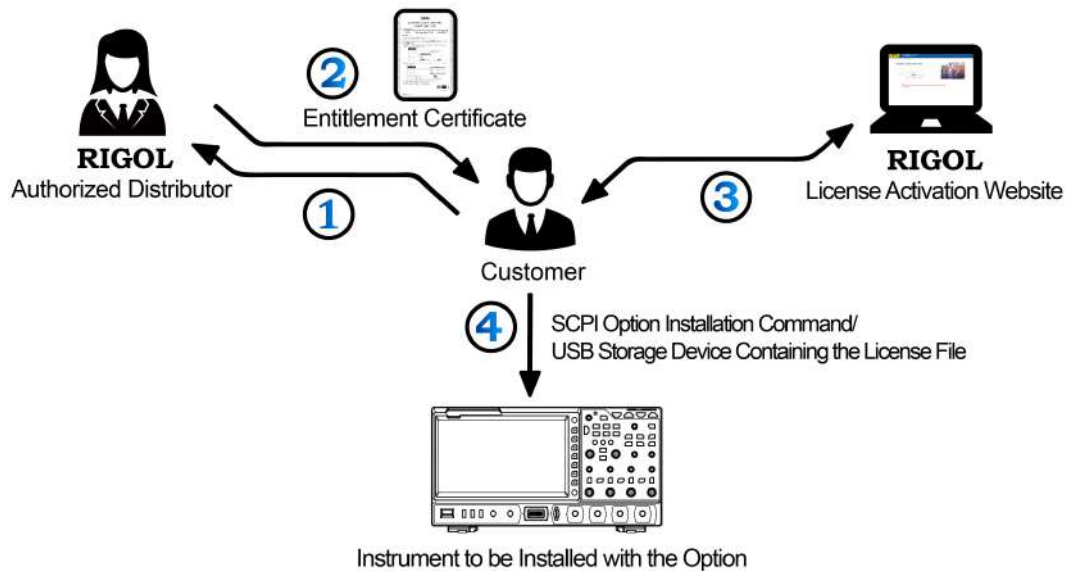 2
Entitlement Certificate
RIGOL
Authorized Distributor
1
3
RIGOL
License Activation Website
Customer
4
SCPI Option Installation Command/
USB Storage Device Containing the License File
Instrument to be Installed with the Option